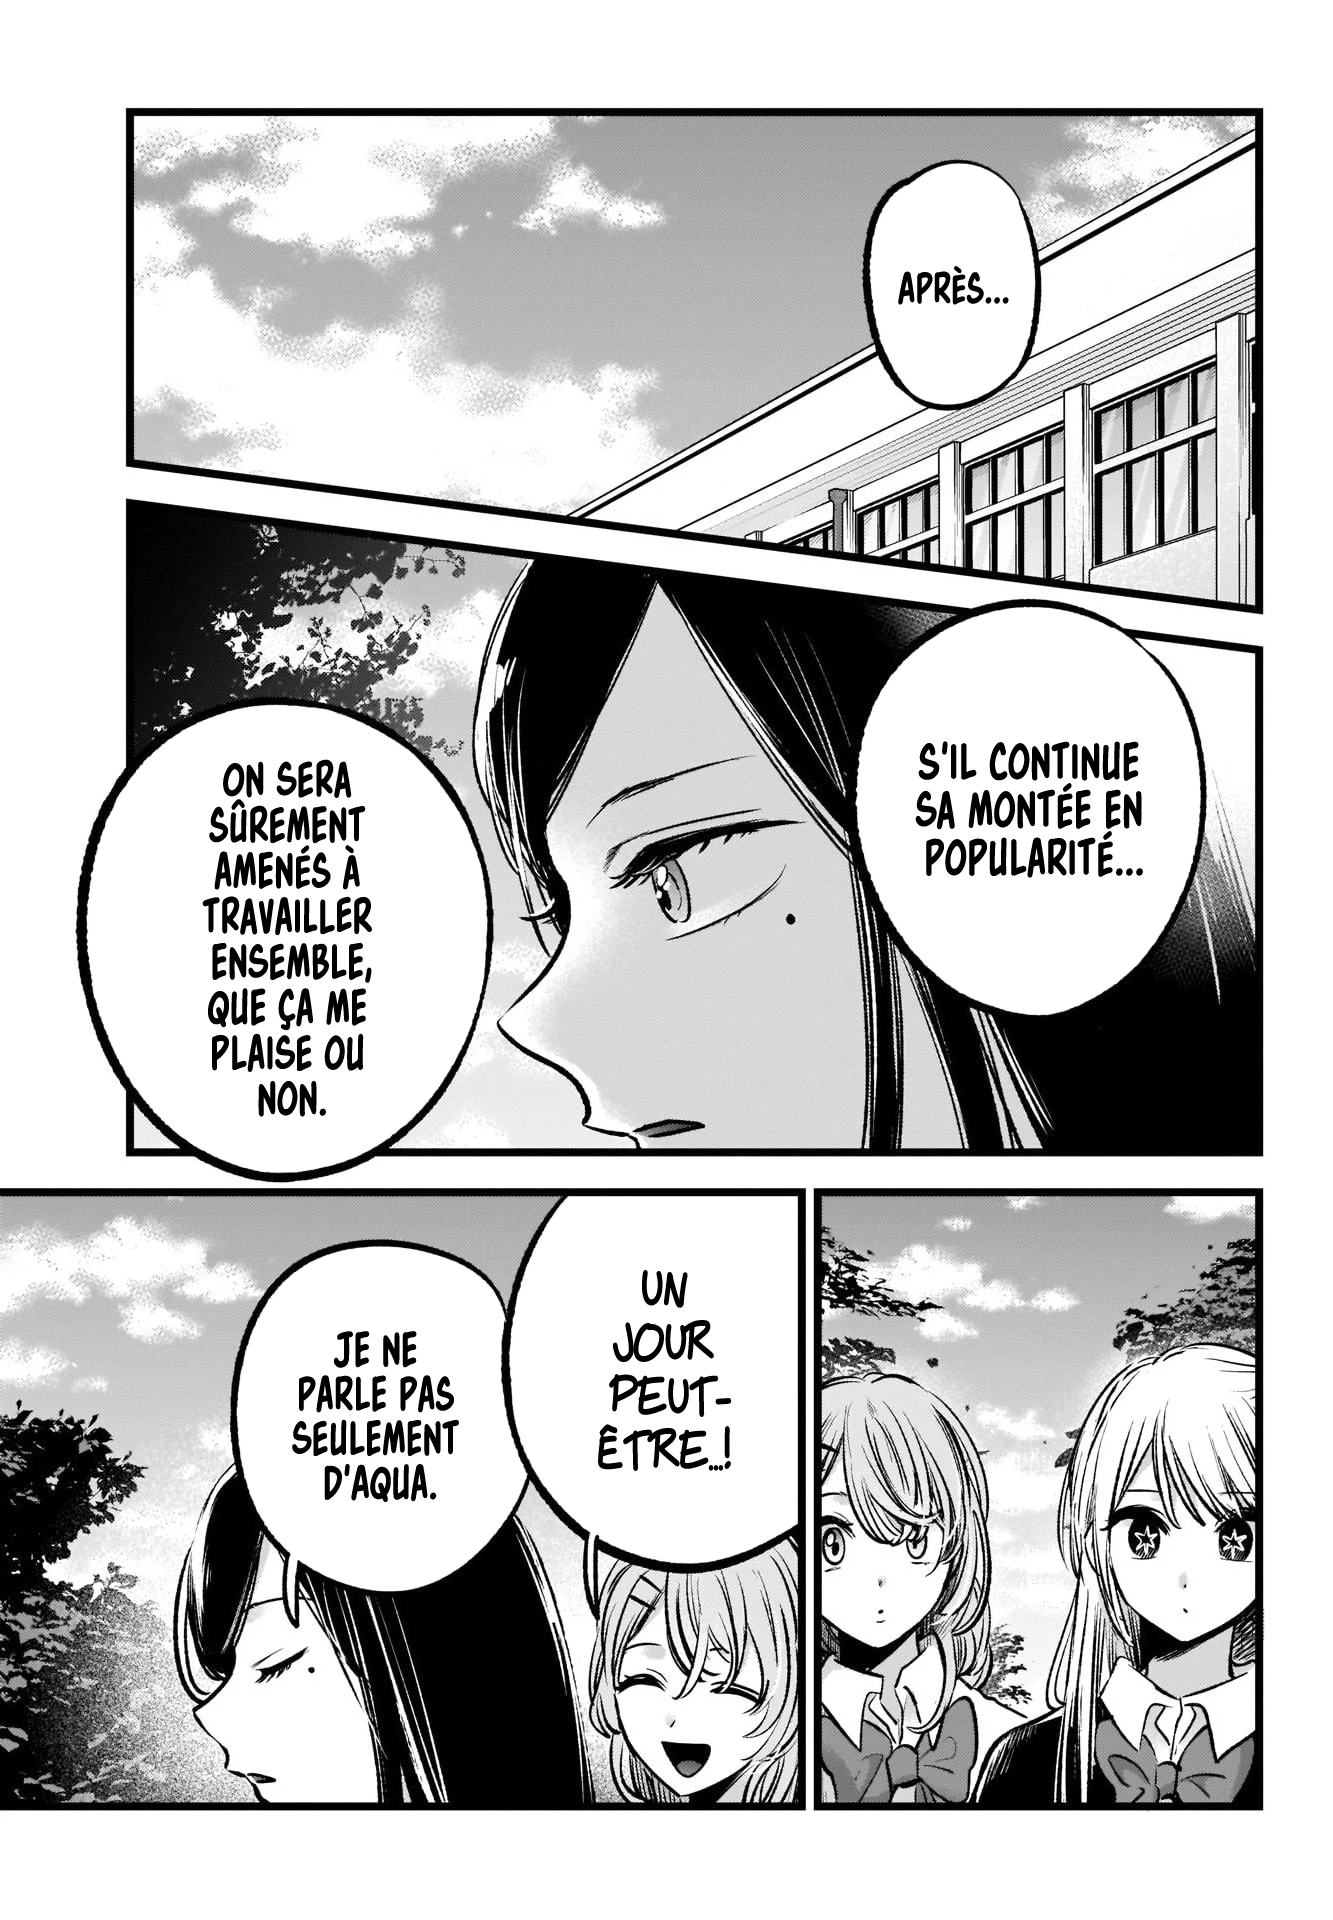 APRÈS...
S'IL CONTINUE
SA MONTÉE EN
POPULARITÉ...
ON SERA
SÛREMENT
AMENÉS À
TRAVAILLER
ENSEMBLE,
QUE ÇA ME
PLAISE OU
NON.
UN
JOUR
PEUT-
ÊTRE...!
JE NE
PARLE PAS
SEULEMENT
D'AQUA.